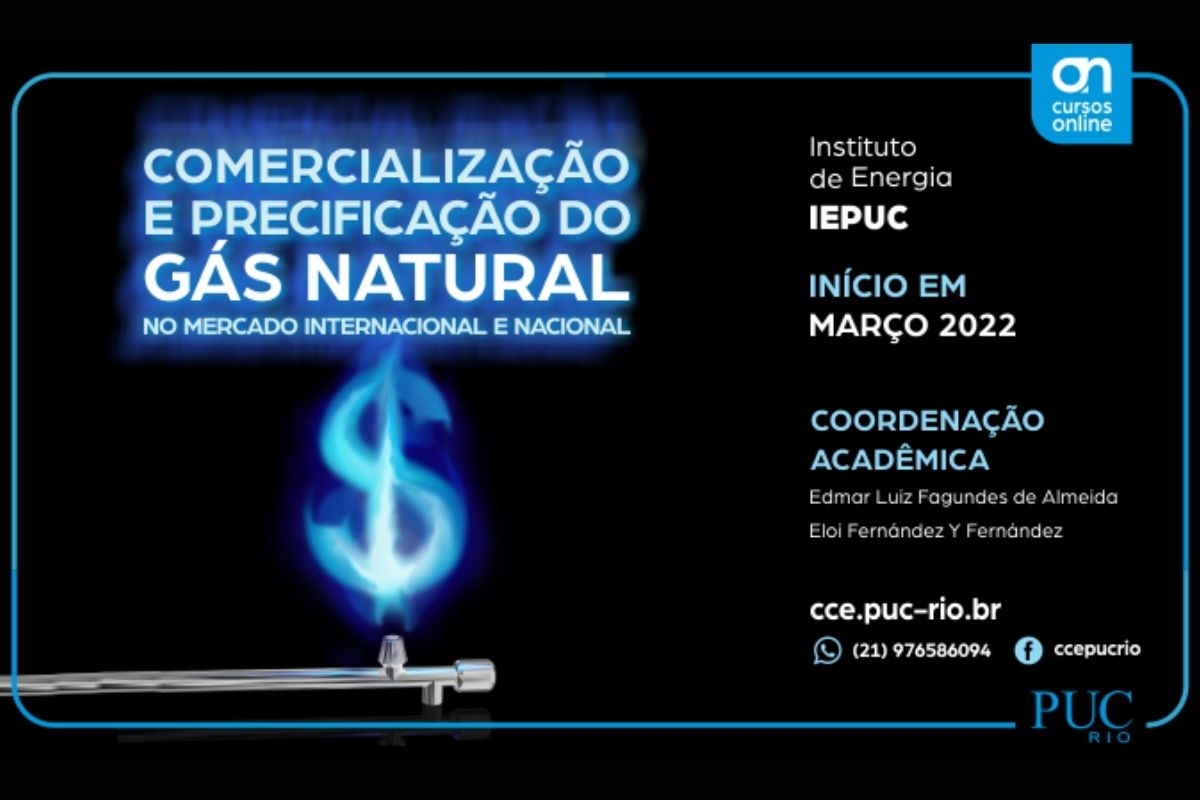 on
cursos
online
COMERCIALIZAÇÃO
E PRECIFICAÇÃO DO
GÁS NATURAL
NO MERCADO INTERNACIONAL E NACIONAL
Instituto
de Energia
IEPUC
INÍCIO EM
MARÇO 2022
COORDENAÇÃO
ACADÊMICA
Edmar Luiz Fagundes de Almeida
Eloi Fernández Y Fernández
cce.puc-rio.br
(21) 976586094
ccepucrio
PUC
RIO